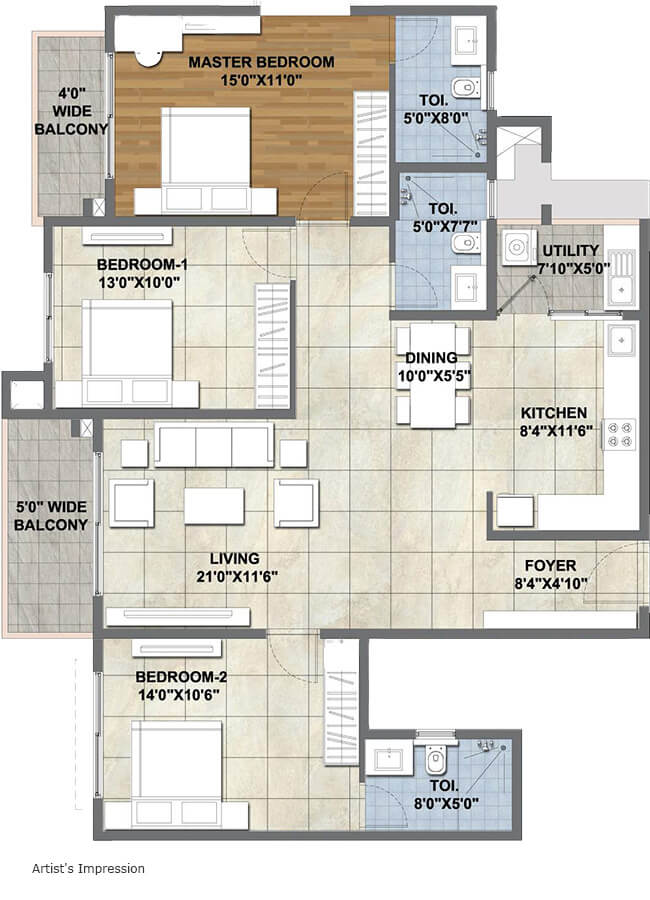 MASTER BEDROOM
15'0"X11'0"
4'0"
WIDE
BALCONY
TOI.
5'0"X8'0"
TOI.
5'0"X7'7"
UTILITY
7'10"X5'0"
BEDROOM-1
13'0"X10'0"
DINING
10'0"X5'5"
KITCHEN
8'4"X11'6"
5'0" WIDE
BALCONY
LIVING
21'0"X11'6"
FOYER
8'4"X4'10"
BEDROOM-2
14'0"X10'6"
TOI.
8'0"X5'0"
Artist's Impression